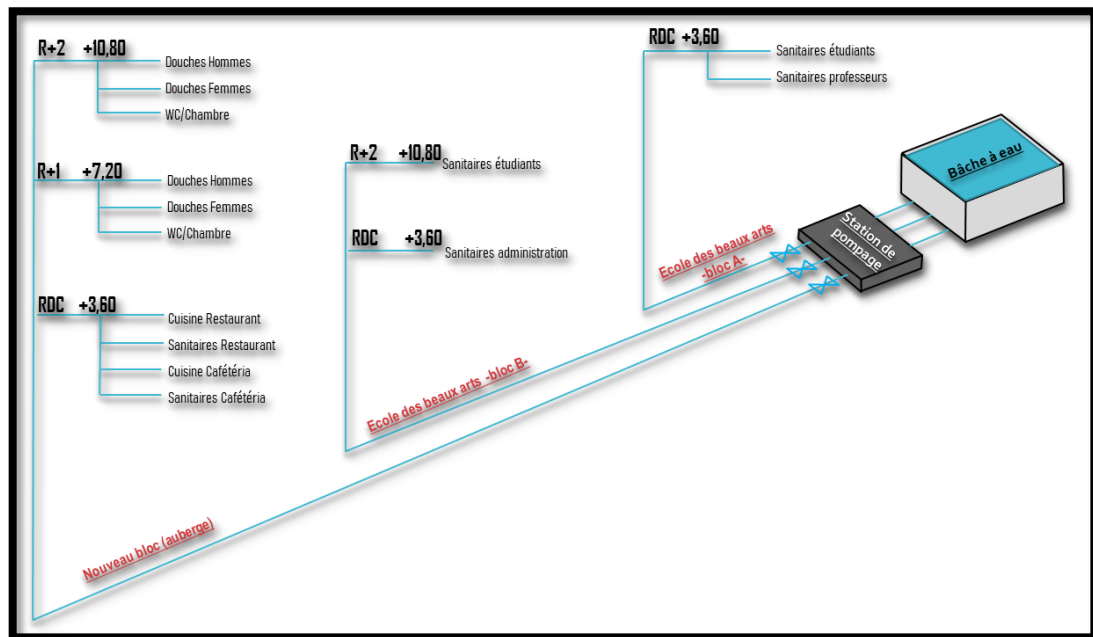 R+2 +10,80
Douches Hommes
Douches Femmes
WC/Chambre
R+1 +7,20
Douches Hommes
Douches Femmes
WC/Chambre
RDC +3,60
Cuisine Restaurant
Sanitaires Restaurant
Cuisine Cafétéria
Sanitaires Cafétéria
Nouveau bloc (auberge)
R+2 +10,80
Sanitaires étudiants
RDC +3,60
Sanitaires administration
Ecole des beaux arts -bloc B-
RDC +3,60
Sanitaires étudiants
Sanitaires professeurs
Ecole des beaux arts
-bloc A-
Station de
pompage
Bâche à eau